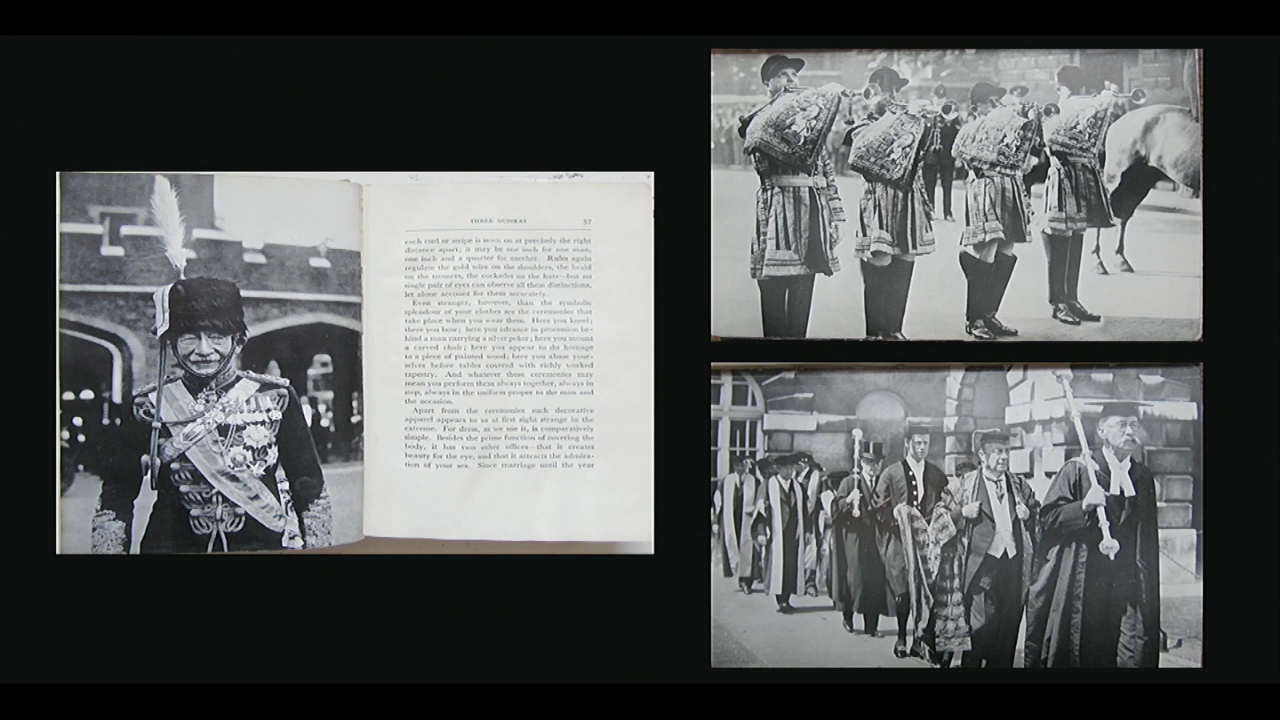 THREE GUINEAS 37
each curl or stripe is sewn on at precisely the right
distance apart; it may be one inch for one man,
one inch and a quarter for another. Rules again
regulate the gold wire on the shoulders, the braid
on the trousers, the cockades on the hats—but no
single pair of eyes can observe all these distinctions,
let alone account for them accurately.
Even stranger, however, than the symbolic
splendour of your clothes are the ceremonies that
take place when you wear them. Here you kneel;
there you bow; here you advance in procession be-
hind a man carrying a silver poker; here you mount
a carved chair; here you appear to do homage
to a piece of painted wood; here you abase your-
selves before tables covered with richly worked
tapestry. And whatever these ceremonies may
mean you perform them always together, always in
step, always in the uniform proper to the man and
the occasion.
Apart from the ceremonies such decorative
apparel appears to us at first sight strange in the
extreme. For dress, as we use it, is comparatively
simple. Besides the prime function of covering the
body, it has two other offices—that it creates
beauty for the eye, and that it attracts the admira-
tion of your sex. Since marriage until the year